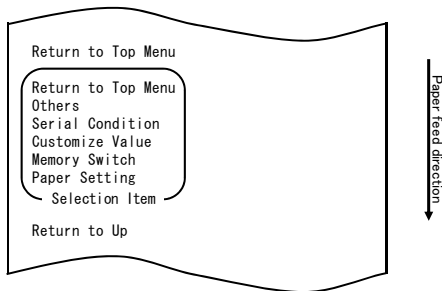 Return to Top Menu
Return to Top Menu
Others
Serial Condition
Customize Value
Memory Switch
Paper Setting
Selection Item
Return to Up
Paper feed direction